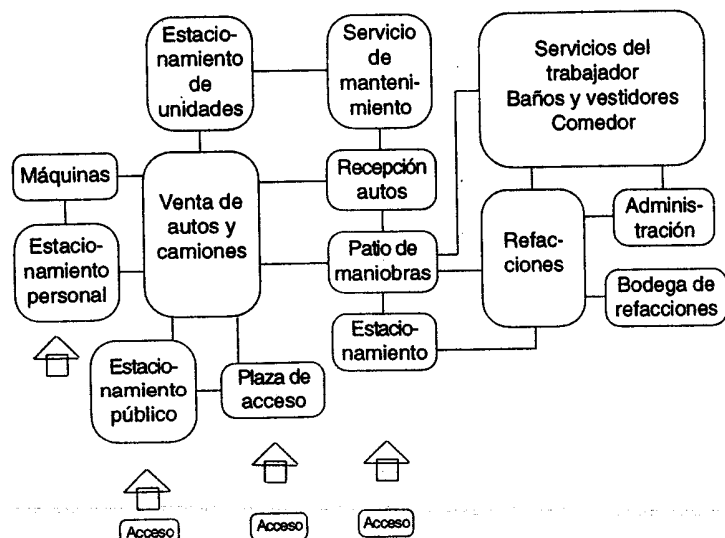 Estacio-
namiento
de
unidades
Servicio
de
manteni-
miento
Servicios del
trabajador
Baños y vestidores
Comedor
Máquinas
Venta de
autos y
camiones
Recepción
autos
Estacio-
namiento
personal
Patio de
maniobras
Refac-
ciones
Adminis-
tración
Bodega de
refacciones
Estacio-
namiento
Estacio-
namiento
público
Plaza de
acceso
Acceso
Acceso
Acceso